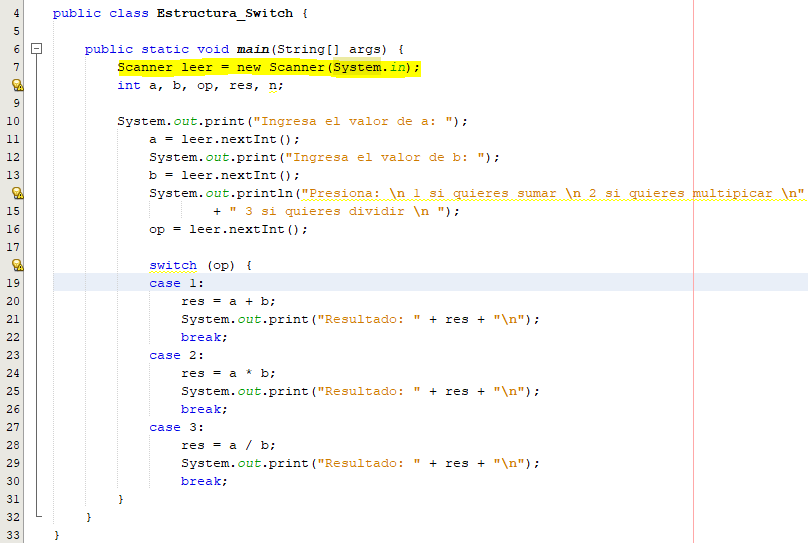 4 public class Estructura_Switch {
5
6 public static void main(String[] args) {
7 Scanner leer = new Scanner(System.in);
int a, b, op, res, n;
9
10 System.out.print("Ingresa el valor de a: ");
11 a = leer.nextInt();
12 System.out.print("Ingresa el valor de b: ");
13 b = leer.nextInt();
System.out.println("Presiona: \n 1 si quieres sumar \n 2 si quieres multipicar \n"
15 + " 3 si quieres dividir \n ");
16 op = leer.nextInt();
17
switch (op) {
19 case 1:
20 res = a + b;
21 System.out.print("Resultado: " + res + "\n");
22 break;
23 case 2:
24 res = a * b;
25 System.out.print("Resultado: " + res + "\n");
26 break;
27 case 3:
28 res = a / b;
29 System.out.print("Resultado: " + res + "\n");
30 break;
31 }
32 }
33 }